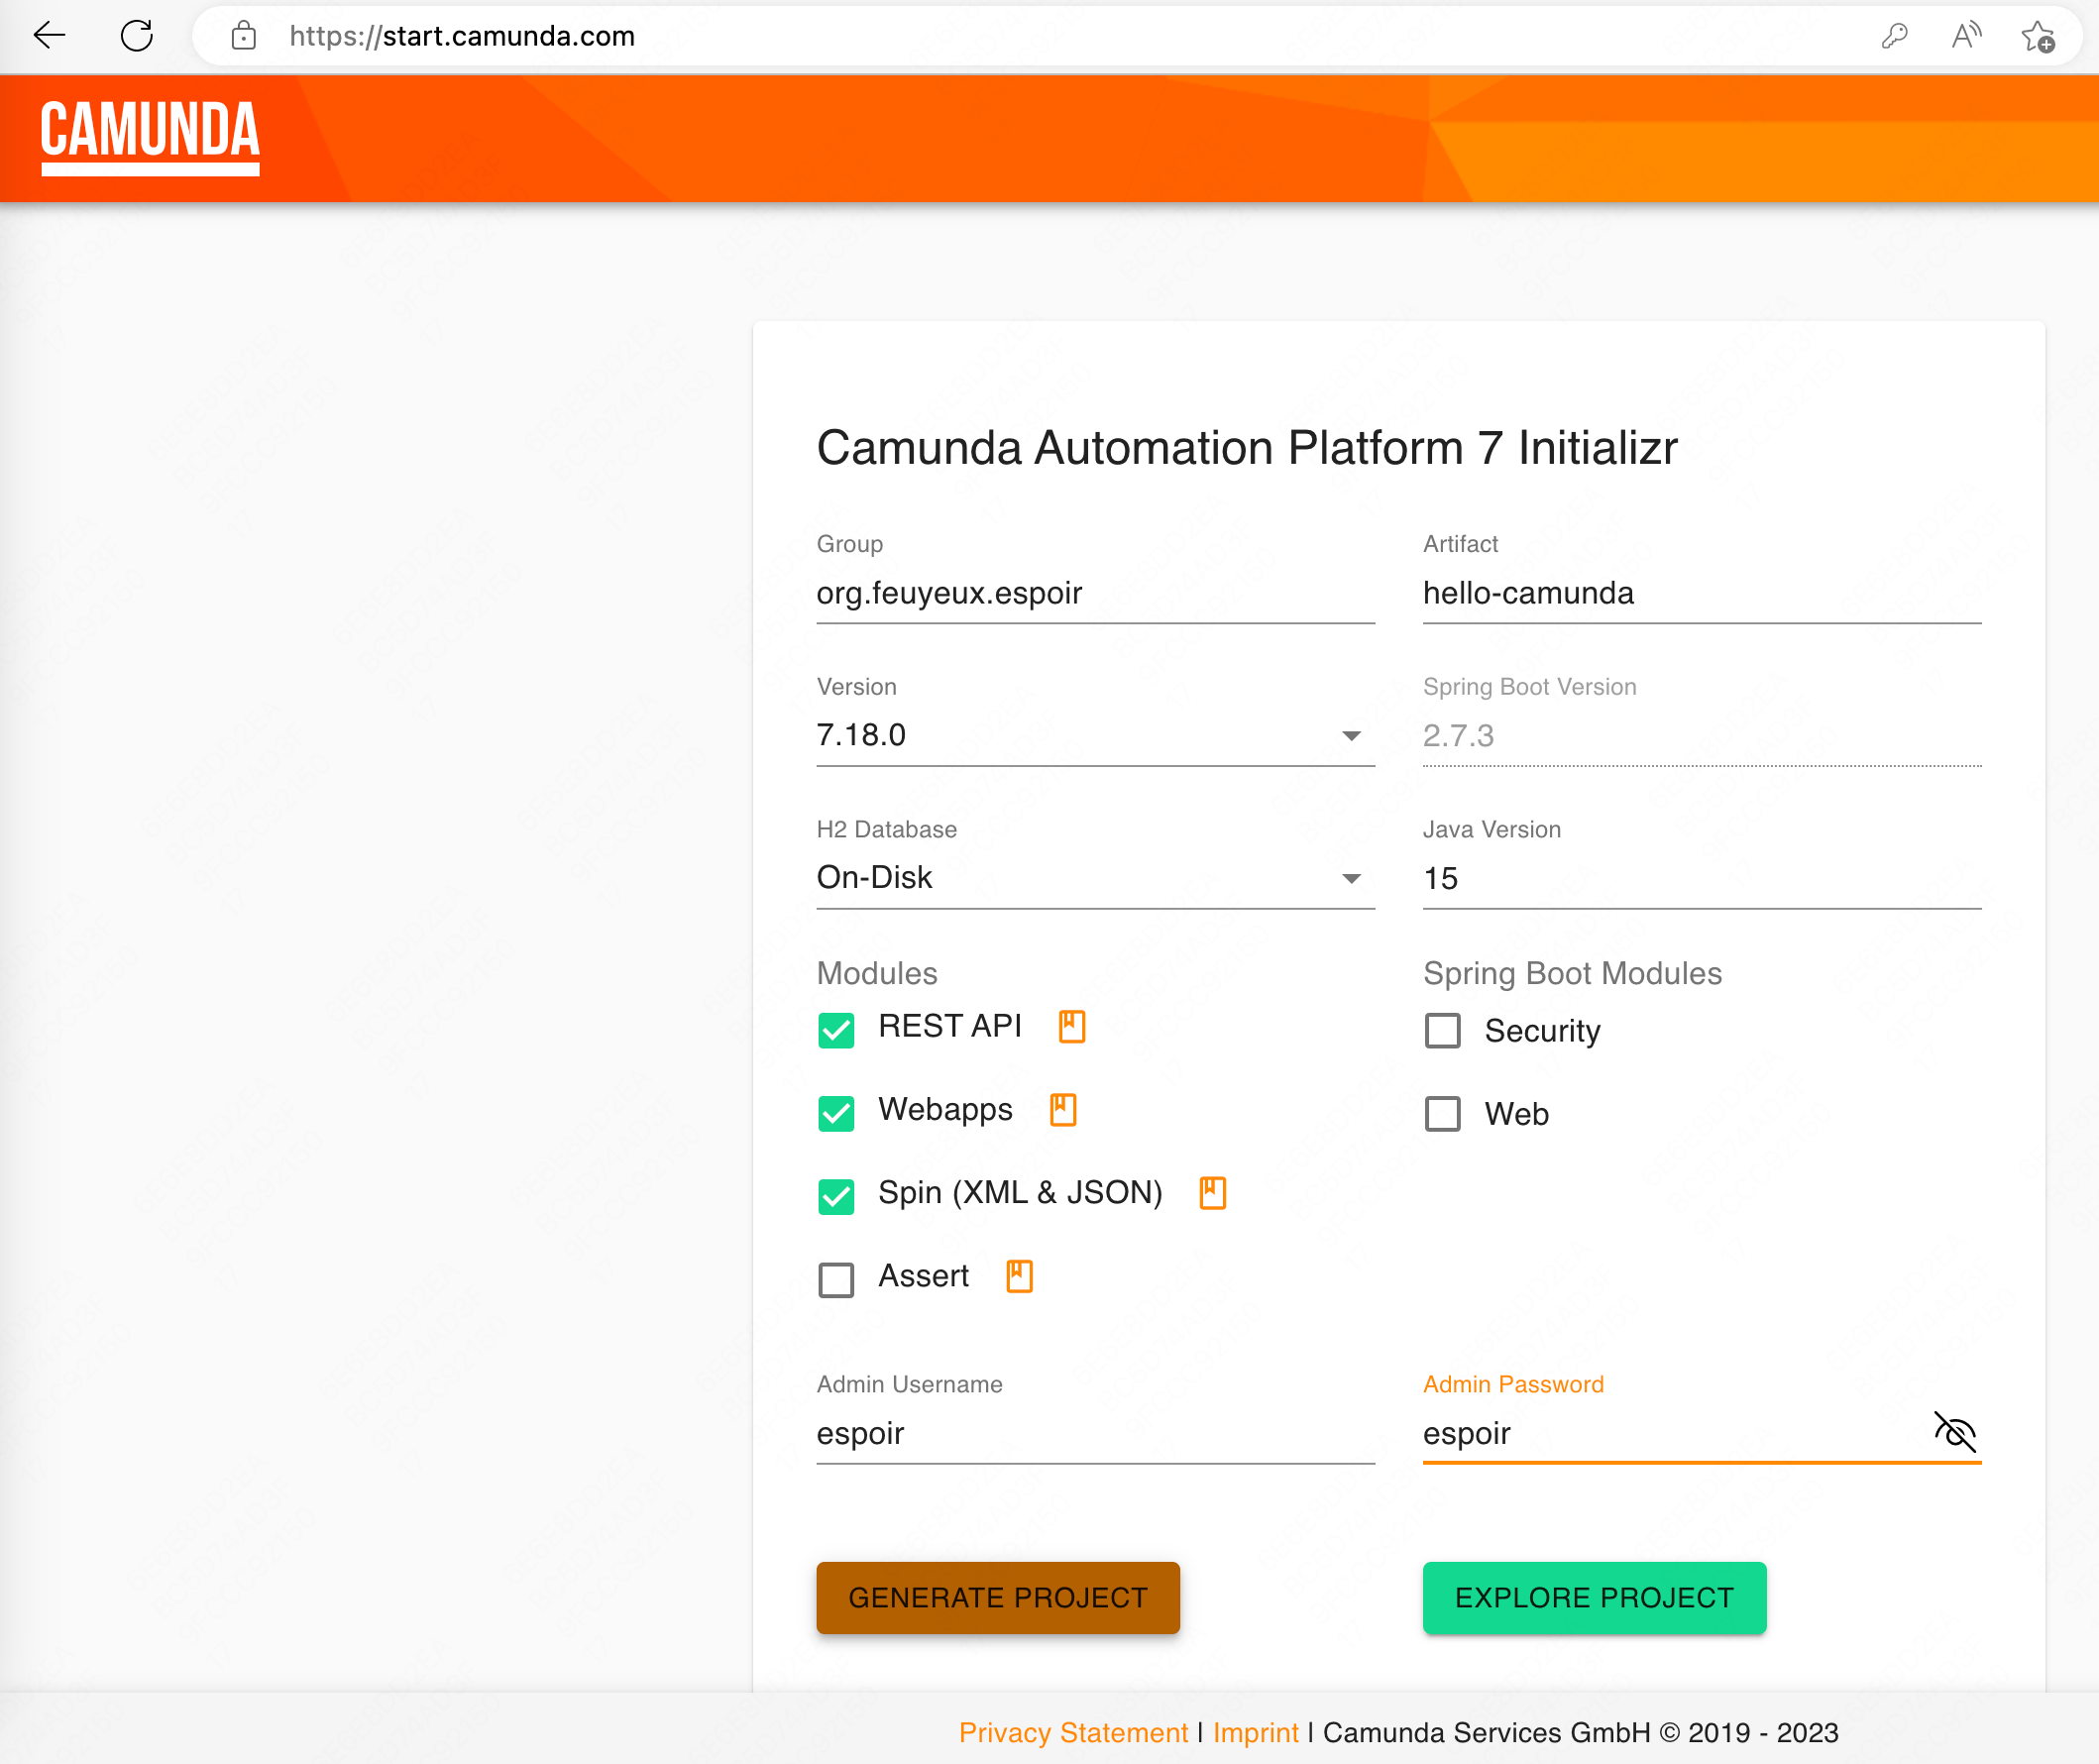 https://start.camunda.com
CAMUNDA
Camunda Automation Platform 7 Initializr
Group
org.feuyeux.espoir
Artifact
hello-camunda
Version
7.18.0
Spring Boot Version
2.7.3
H2 Database
On-Disk
Java Version
15
Modules
REST API
Webapps
Spin (XML & JSON)
Assert
Spring Boot Modules
Security
Web
Admin Username
espoir
Admin Password
espoir
GENERATE PROJECT
EXPLORE PROJECT
Privacy Statement | Imprint | Camunda Services GmbH © 2019 - 2023